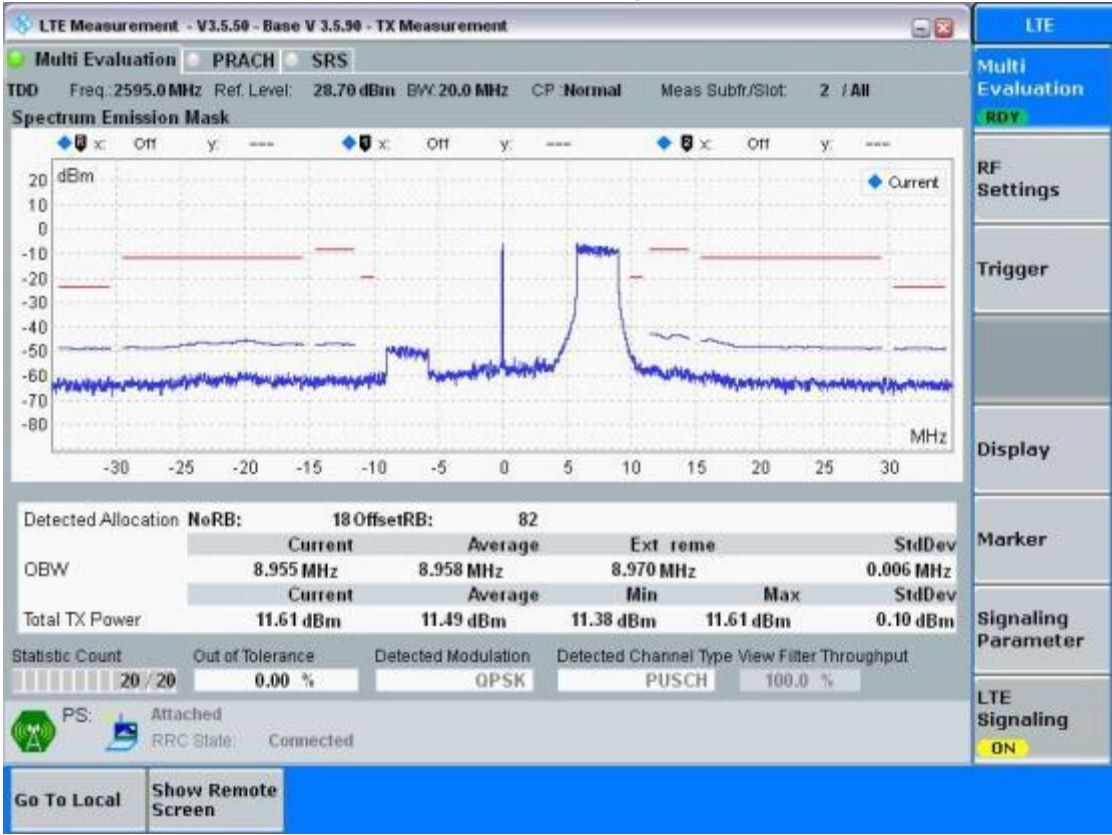 LTE Measurement - V3.5.50 - Base V 3.5.90 - TX Measurement
LTE
Multi Evaluation PRACH SRS
Multi
Evaluation
RDY
TDD Freq.:2595.0 MHz Ref. Level: 28.70 dBm BW:20.0 MHz CP :Normal Meas Subfr./Slot: 2 / All
Spectrum Emission Mask
x: Off y: --- x: Off y: --- x: Off y: ---
dBm
Current
20
10
0
-10
-20
-30
-40
-50
-60
-70
-80
MHz
-30 -25 -20 -15 -10 -5 0 5 10 15 20 25 30
RF
Settings
Trigger
Display
Marker
Signaling
Parameter
LTE
Signaling
ON
Detected Allocation NoRB: 18 OffsetRB: 82
Current Average Ext reme StdDev
OBW 8.955 MHz 8.958 MHz 8.970 MHz 0.006 MHz
Current Average Min Max StdDev
Total TX Power 11.61 dBm 11.49 dBm 11.38 dBm 11.61 dBm 0.10 dBm
Statistic Count Out of Tolerance Detected Modulation Detected Channel Type View Filter Throughput
20 / 20 0.00 % QPSK PUSCH 100.0 %
PS: Attached
RRC State: Connected
Go To Local
Show Remote
Screen